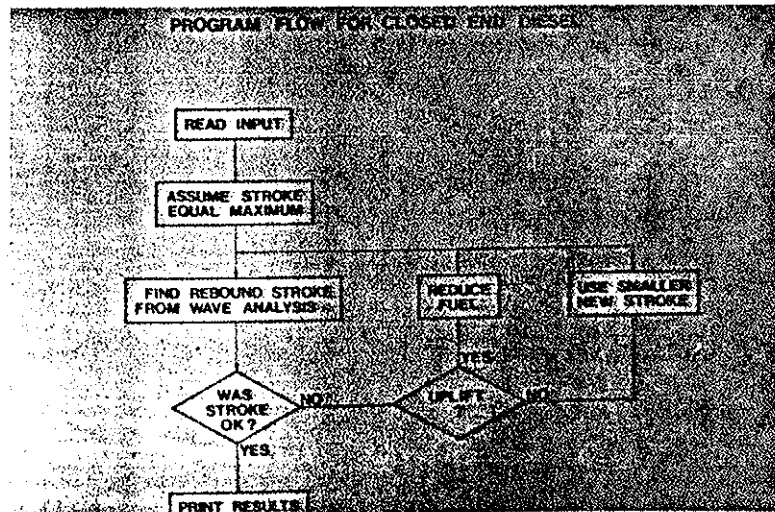 PROGRAM FLOW FOR CLOSED END DIESEL
READ INPUT
ASSUME STROKE
EQUAL MAXIMUM
FIND REBOUND STROKE
FROM WAVE ANALYSIS
REDUCE
FUEL
USE SMALLER
NEW STROKE
WAS
STROKE
OK?
NO
YES
UPLIFT
?
NO
YES
PRINT RESULTS